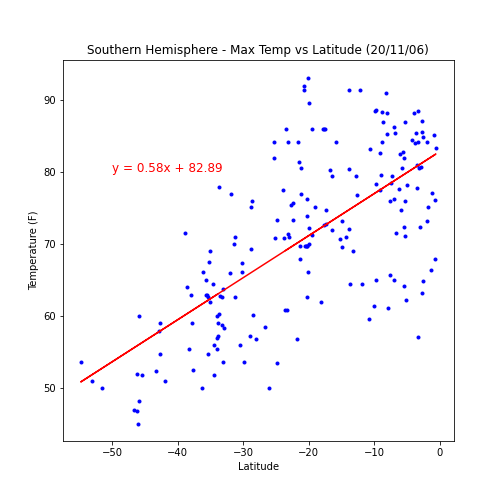 Southern Hemisphere - Max Temp vs Latitude (20/11/06)
90
80
70
60
50
Temperature (F)
y = 0.58x + 82.89
−50 −40 −30 −20 −10 0
Latitude